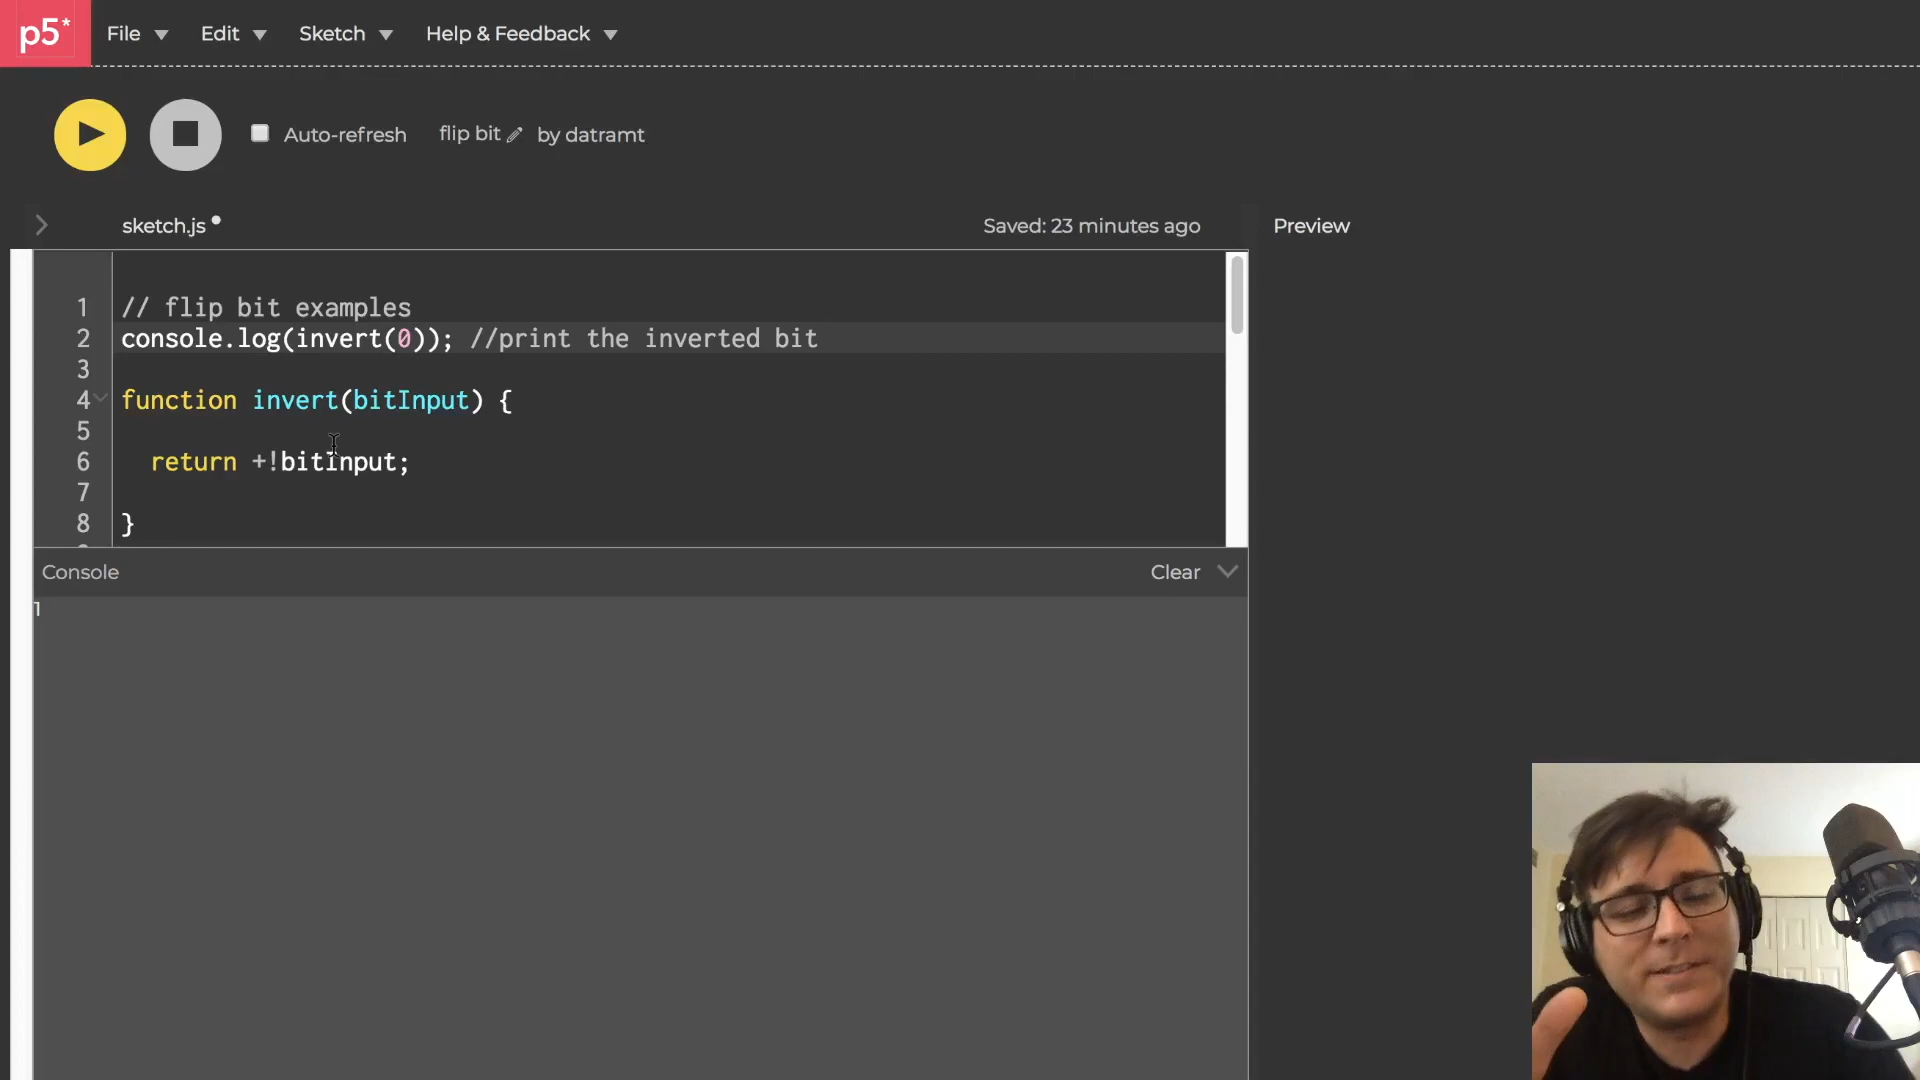 p5* File Edit Sketch Help & Feedback
Auto-refresh flip bit by datramt
sketch.js Saved: 23 minutes ago Preview
1 // flip bit examples
2 console.log(invert(0)); //print the inverted bit
3
4 function invert(bitInput) {
5
6 return +!bitInput;
7
8 }
Console Clear
1